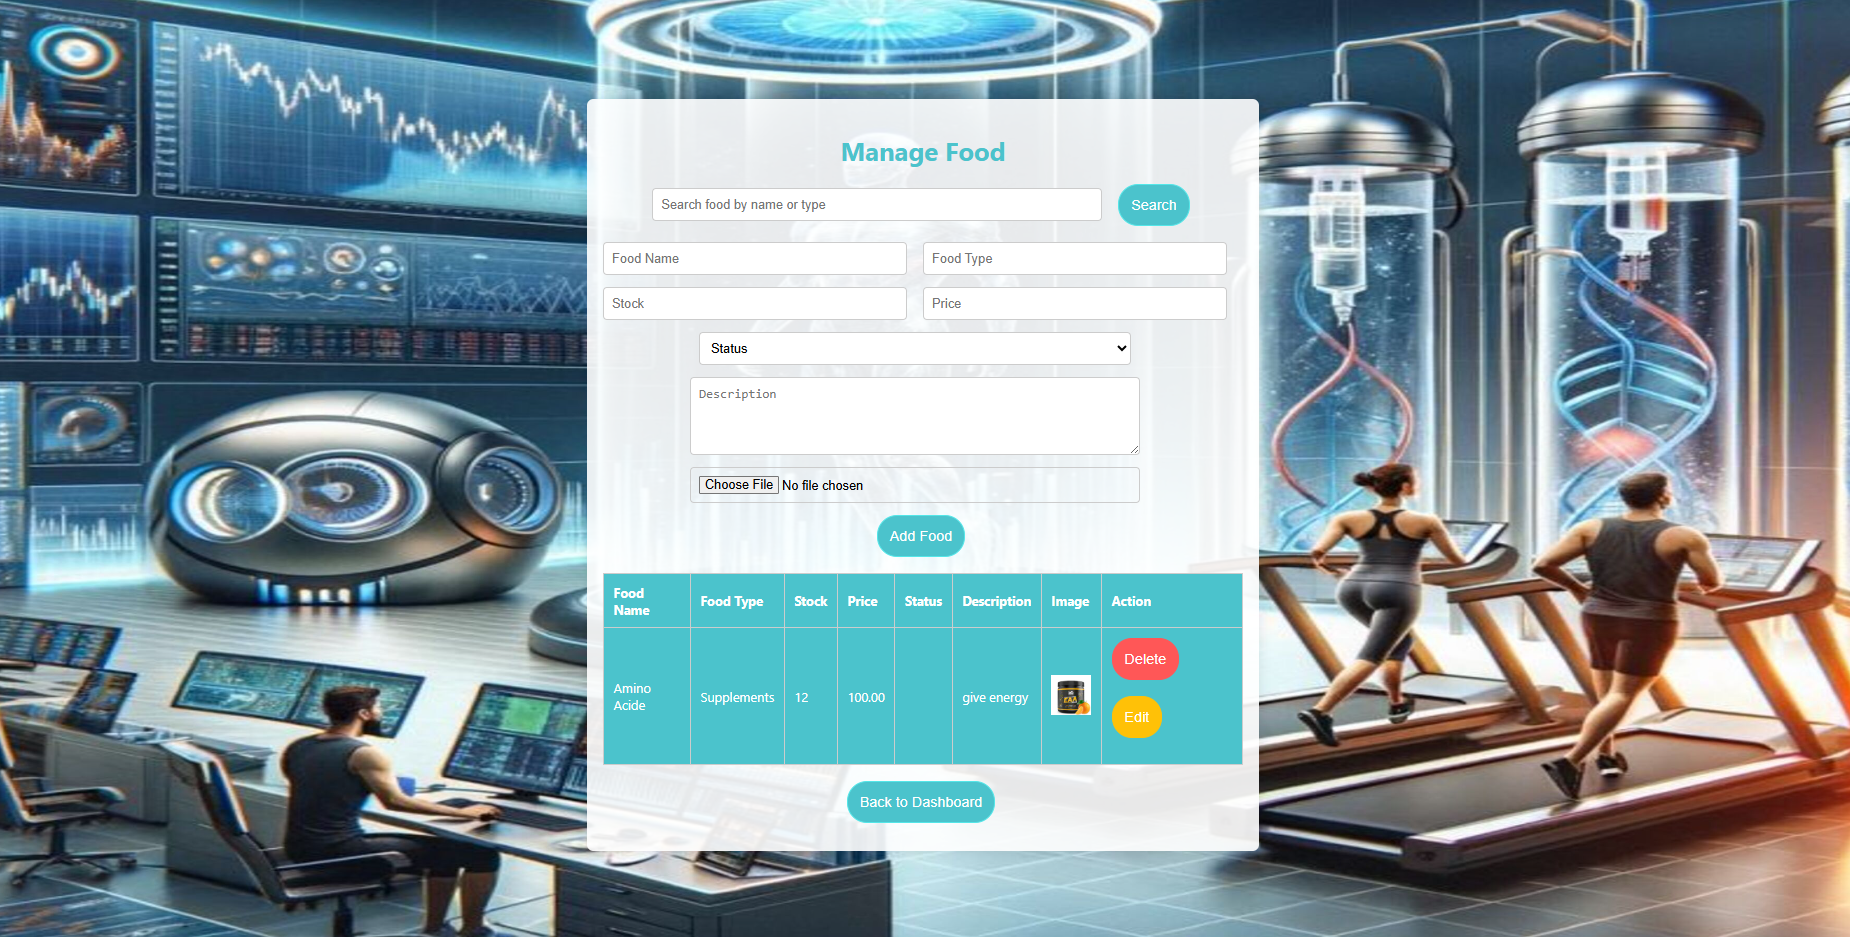 Manage Food
Search food by name or type
Search
Food Name
Food Type
Stock
Price
Status
Description
Choose File No file chosen
Add Food
Food Name Food Type Stock Price Status Description Image Action
Amino Acide Supplements 12 100.00 give energy
Delete
Edit
Back to Dashboard